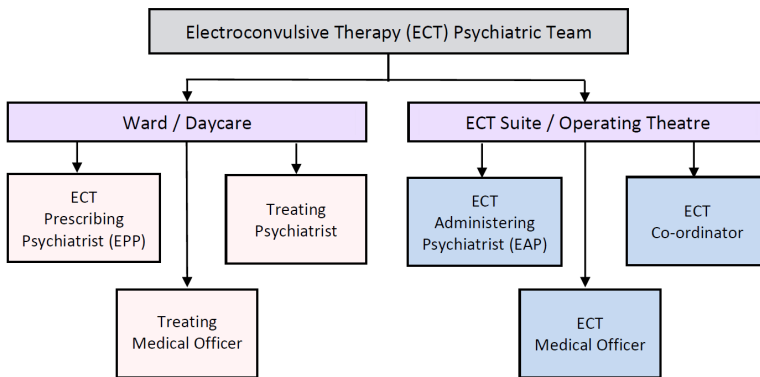 Electroconvulsive Therapy (ECT) Psychiatric Team
Ward / Daycare
ECT Suite / Operating Theatre
ECT
Prescribing
Psychiatrist (EPP)
Treating
Psychiatrist
ECT
Administering
Psychiatrist (EAP)
ECT
Co-ordinator
Treating
Medical Officer
ECT
Medical Officer